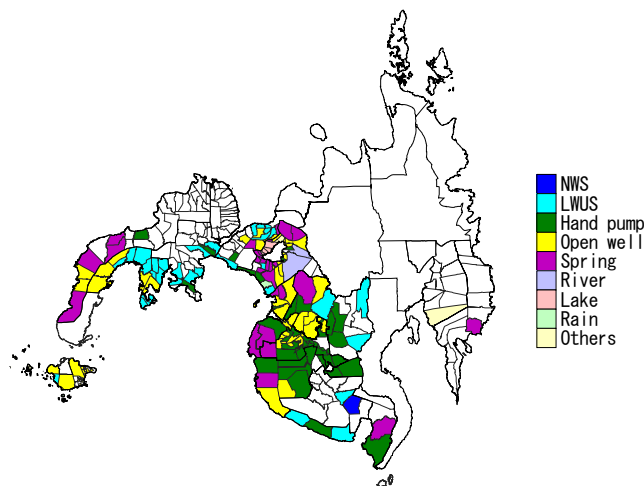 NWS
LWUS
Hand pump
Open well
Spring
River
Lake
Rain
Others